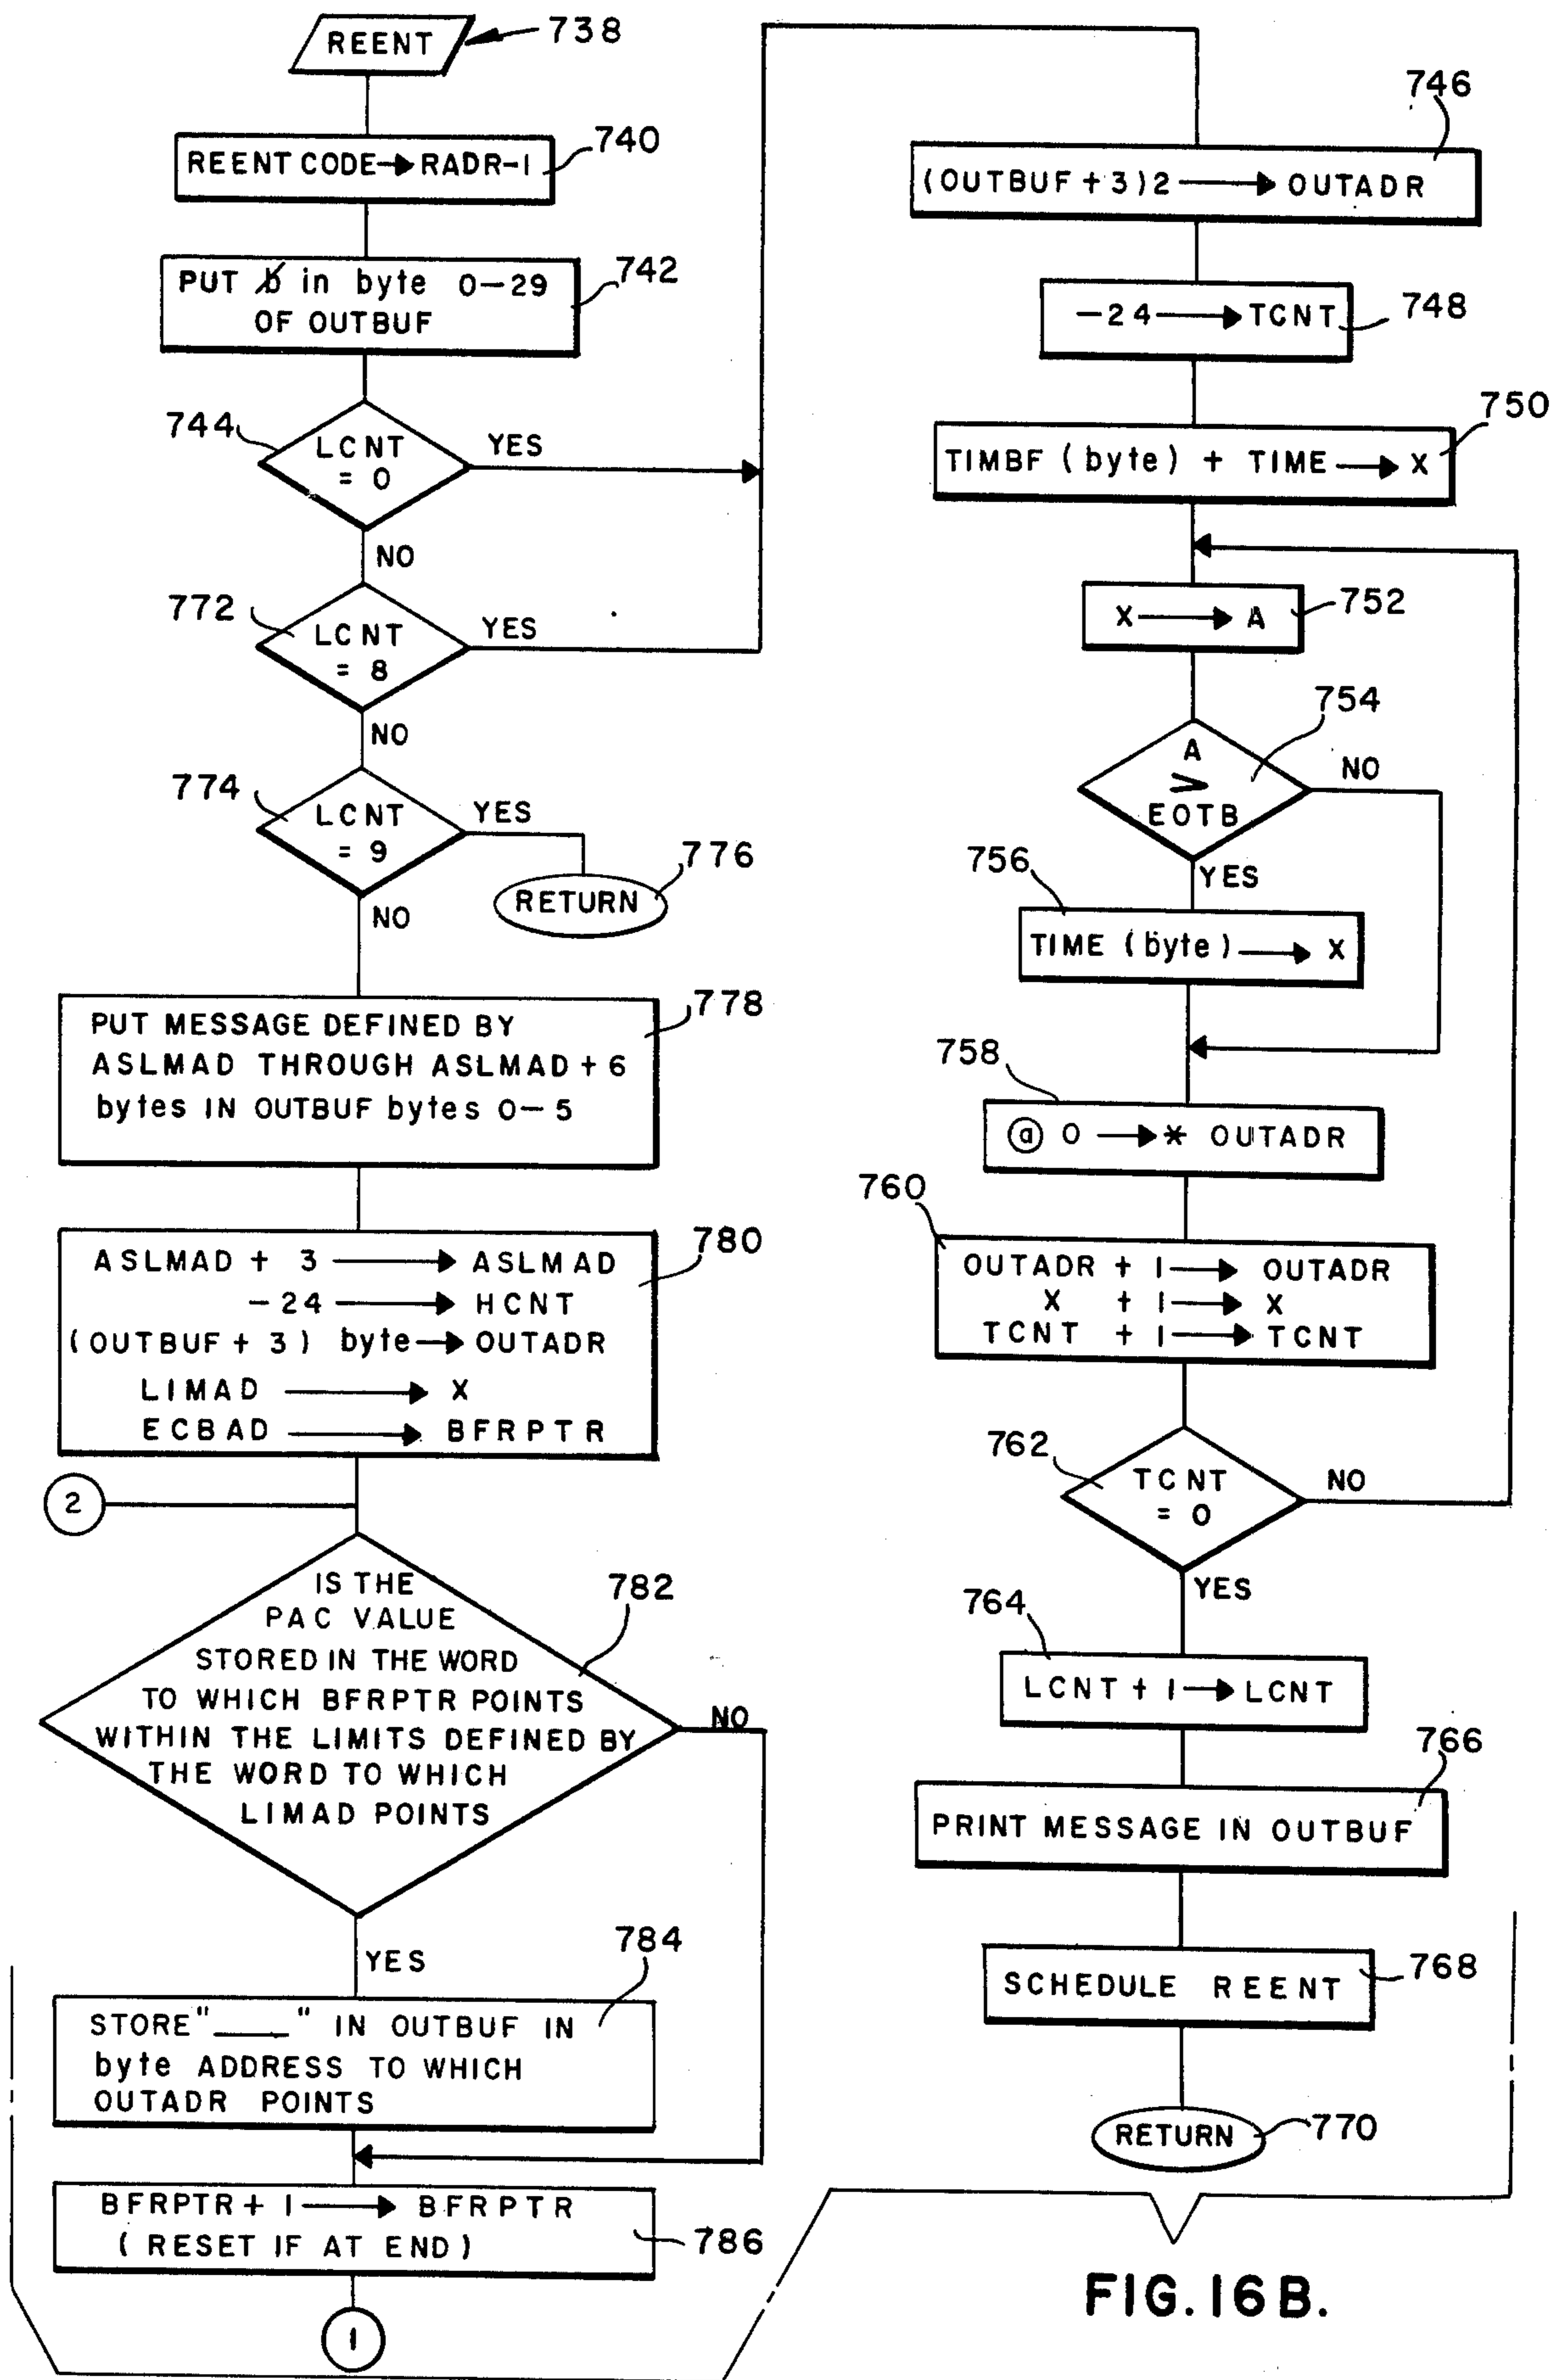 REENT
738
REENT CODE→RADR-1
740
PUT b̸ in byte 0-29
OF OUTBUF
742
744
LCNT
= 0
YES
NO
772
LCNT
= 8
YES
NO
774
LCNT
= 9
YES
776
RETURN
NO
PUT MESSAGE DEFINED BY
ASLMAD THROUGH ASLMAD + 6
bytes IN OUTBUF bytes 0-5
778
ASLMAD + 3 → ASLMAD
-24 → HCNT
(OUTBUF + 3) byte → OUTADR
LIMAD → X
ECBAD → BFRPTR
780
2
IS THE
PAC VALUE
STORED IN THE WORD
TO WHICH BFRPTR POINTS
WITHIN THE LIMITS DEFINED BY
THE WORD TO WHICH
LIMAD POINTS
782
NO
YES
784
STORE "___" IN OUTBUF IN
byte ADDRESS TO WHICH
OUTADR POINTS
BFRPTR + 1 → BFRPTR
(RESET IF AT END)
786
1
746
(OUTBUF + 3) 2 → OUTADR
-24 → TCNT
748
750
TIMBF (byte) + TIME → X
X → A
752
754
A
>
EOTB
NO
YES
756
TIME (byte) → X
758
ⓐ 0 → * OUTADR
760
OUTADR + 1 → OUTADR
X + 1 → X
TCNT + 1 → TCNT
762
TCNT
= 0
NO
YES
764
LCNT + 1 → LCNT
766
PRINT MESSAGE IN OUTBUF
SCHEDULE REENT
768
RETURN
770
FIG. 16B.